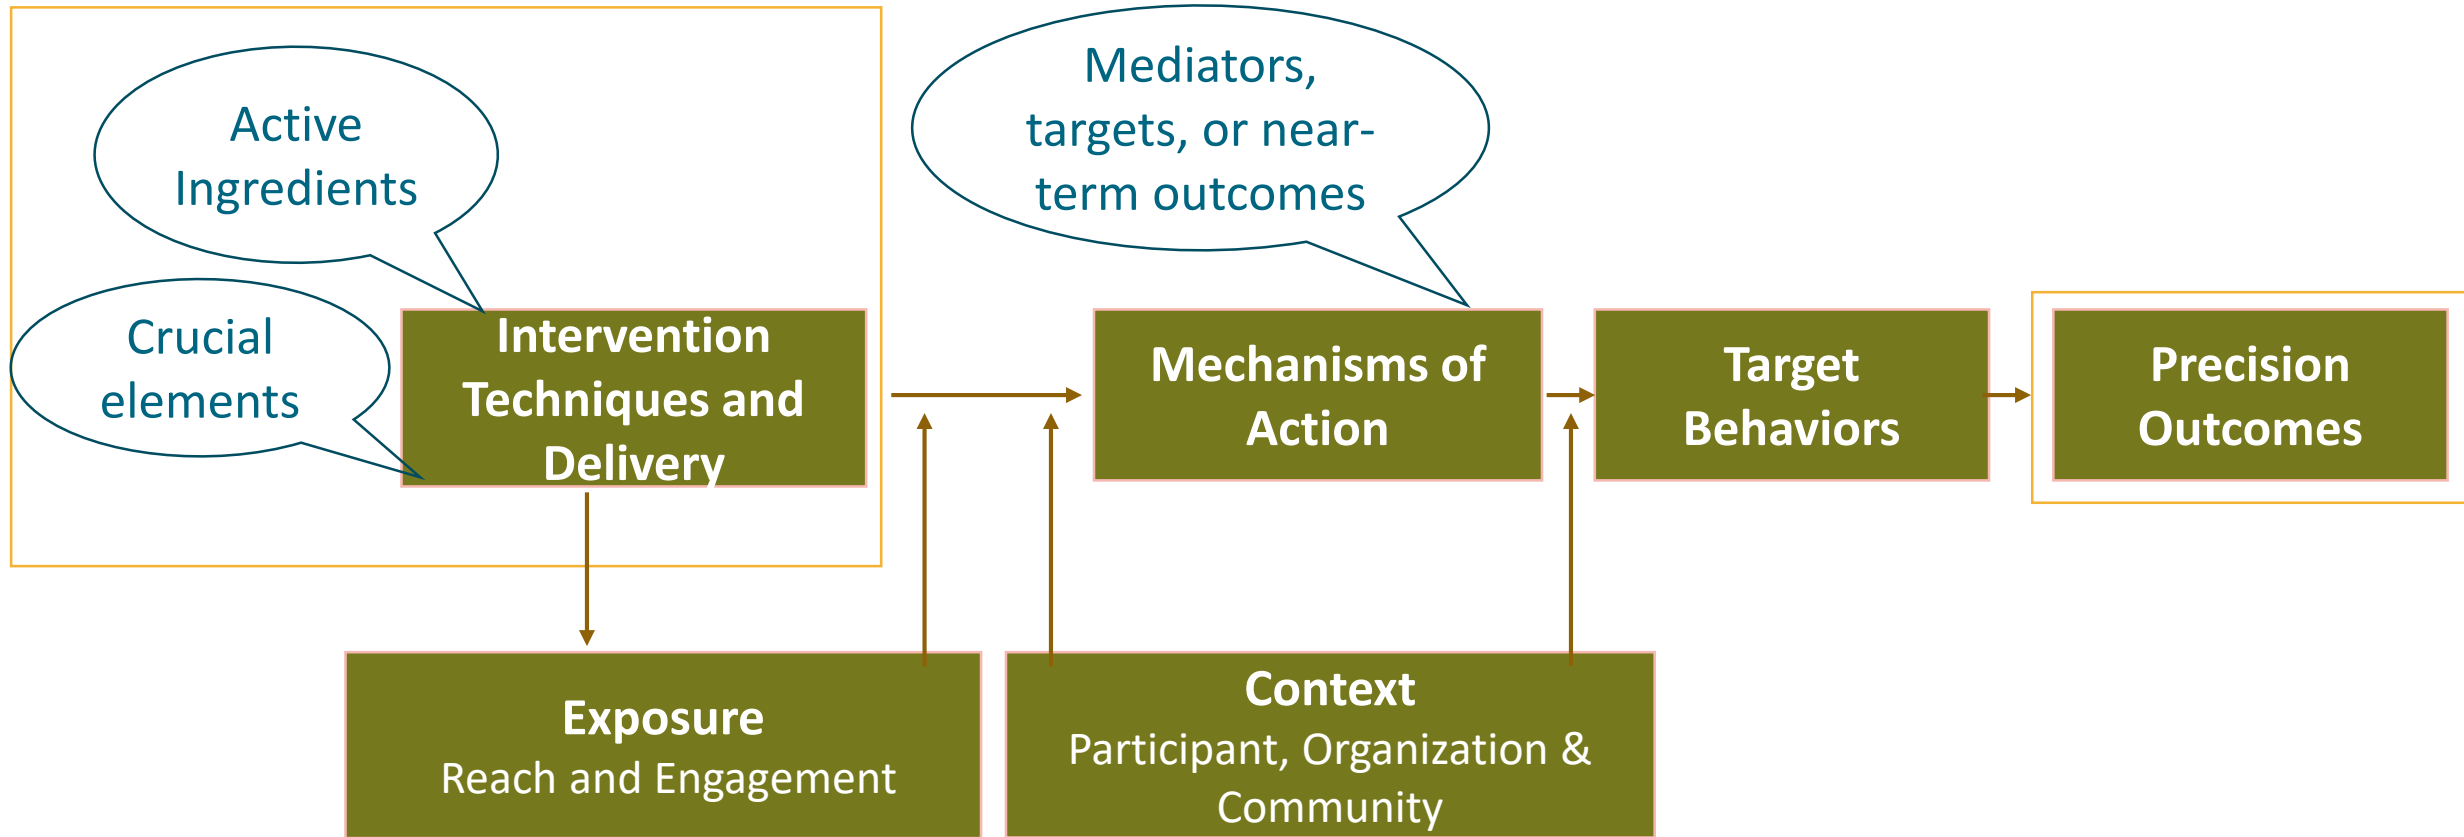 Active
Ingredients
Crucial
elements
Mediators,
targets, or near-
term outcomes
Intervention
Techniques and
Delivery
Mechanisms of
Action
Target
Behaviors
Precision
Outcomes
Exposure
Reach and Engagement
Context
Participant, Organization &
Community